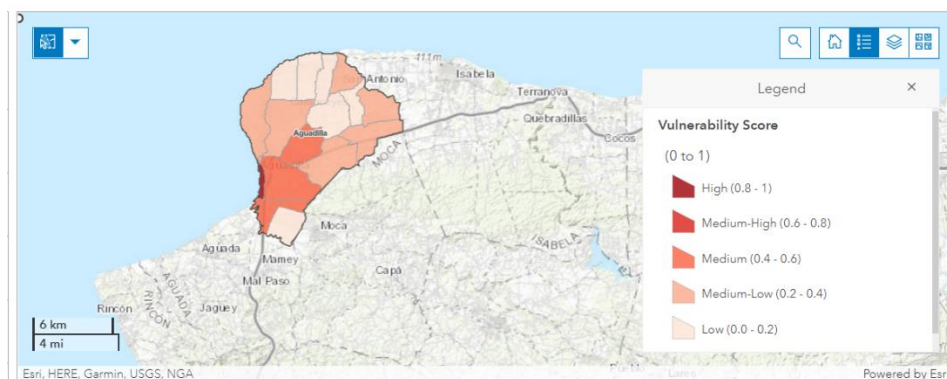 111m
San Antonio
Isabela
Terranova
Quebradillas
Cocos
Aguadilla
MOCA
Moca
ISABELA
Aguada
Mamey
Capá
Mal Paso
AGUADA
RINCÓN
Rincón
Jaguey
6 km
4 mi
Legend
Vulnerability Score
(0 to 1)
High (0.8 - 1)
Medium-High (0.6 - 0.8)
Medium (0.4 - 0.6)
Medium-Low (0.2 - 0.4)
Low (0.0 - 0.2)
Esri, HERE, Garmin, USGS, NGA
Powered by Esr